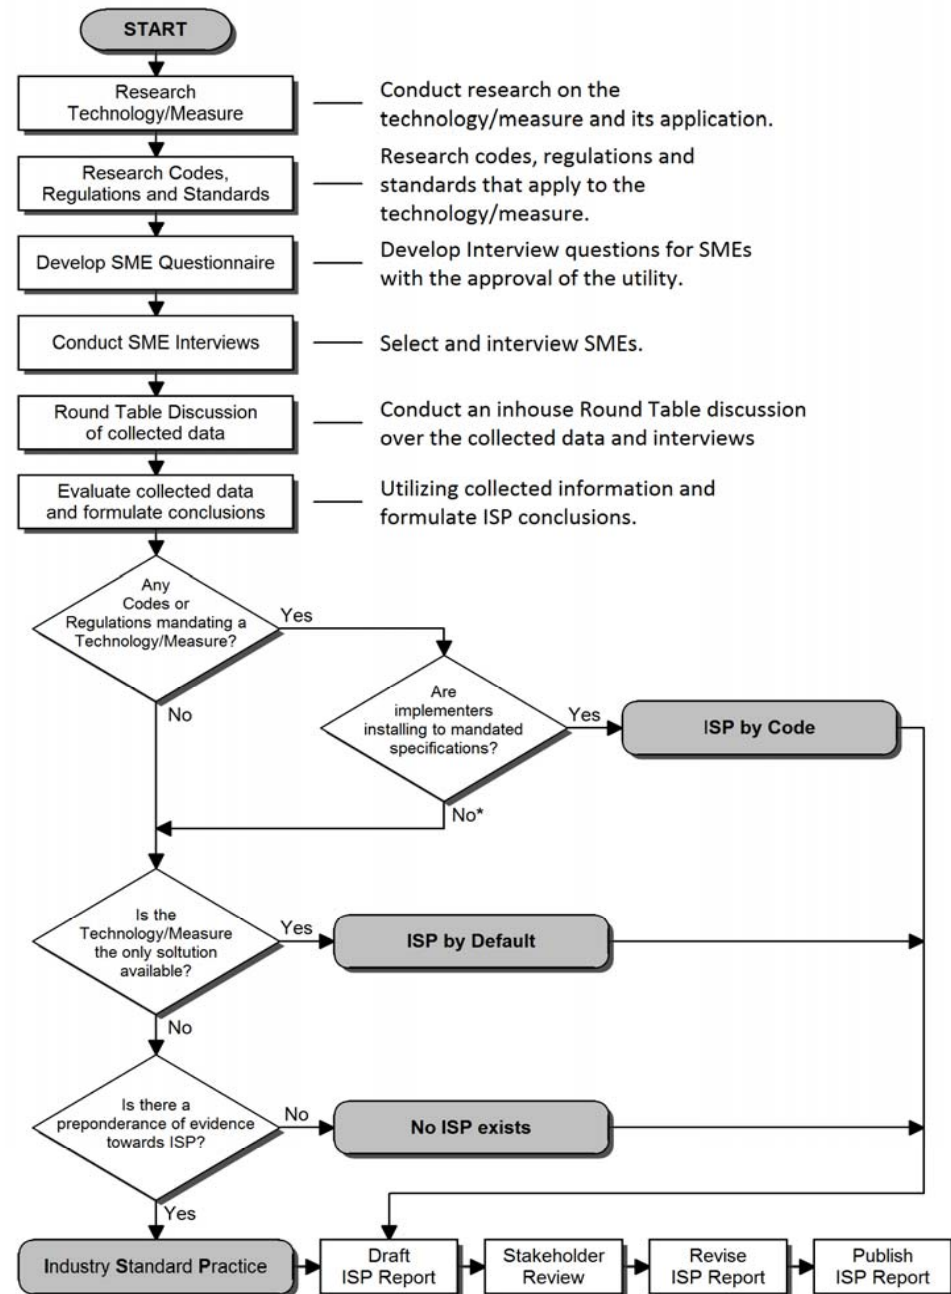 START
Research
Technology/Measure
Conduct research on the
technology/measure and its application.
Research Codes,
Regulations and Standards
Research codes, regulations and
standards that apply to the
technology/measure.
Develop SME Questionnaire
Develop Interview questions for SMEs
with the approval of the utility.
Conduct SME Interviews
Select and interview SMEs.
Round Table Discussion
of collected data
Conduct an inhouse Round Table discussion
over the collected data and interviews
Evaluate collected data
and formulate conclusions
Utilizing collected information and
formulate ISP conclusions.
Any
Codes or
Regulations mandating a
Technology/Measure?
Yes
No
Are
implementers
installing to mandated
specifications?
Yes
ISP by Code
No*
Is the
Technology/Measure
the only soltution
available?
Yes
ISP by Default
No
Is there a
preponderance of evidence
towards ISP?
No
No ISP exists
Yes
Industry Standard Practice
Draft
ISP Report
Stakeholder
Review
Revise
ISP Report
Publish
ISP Report